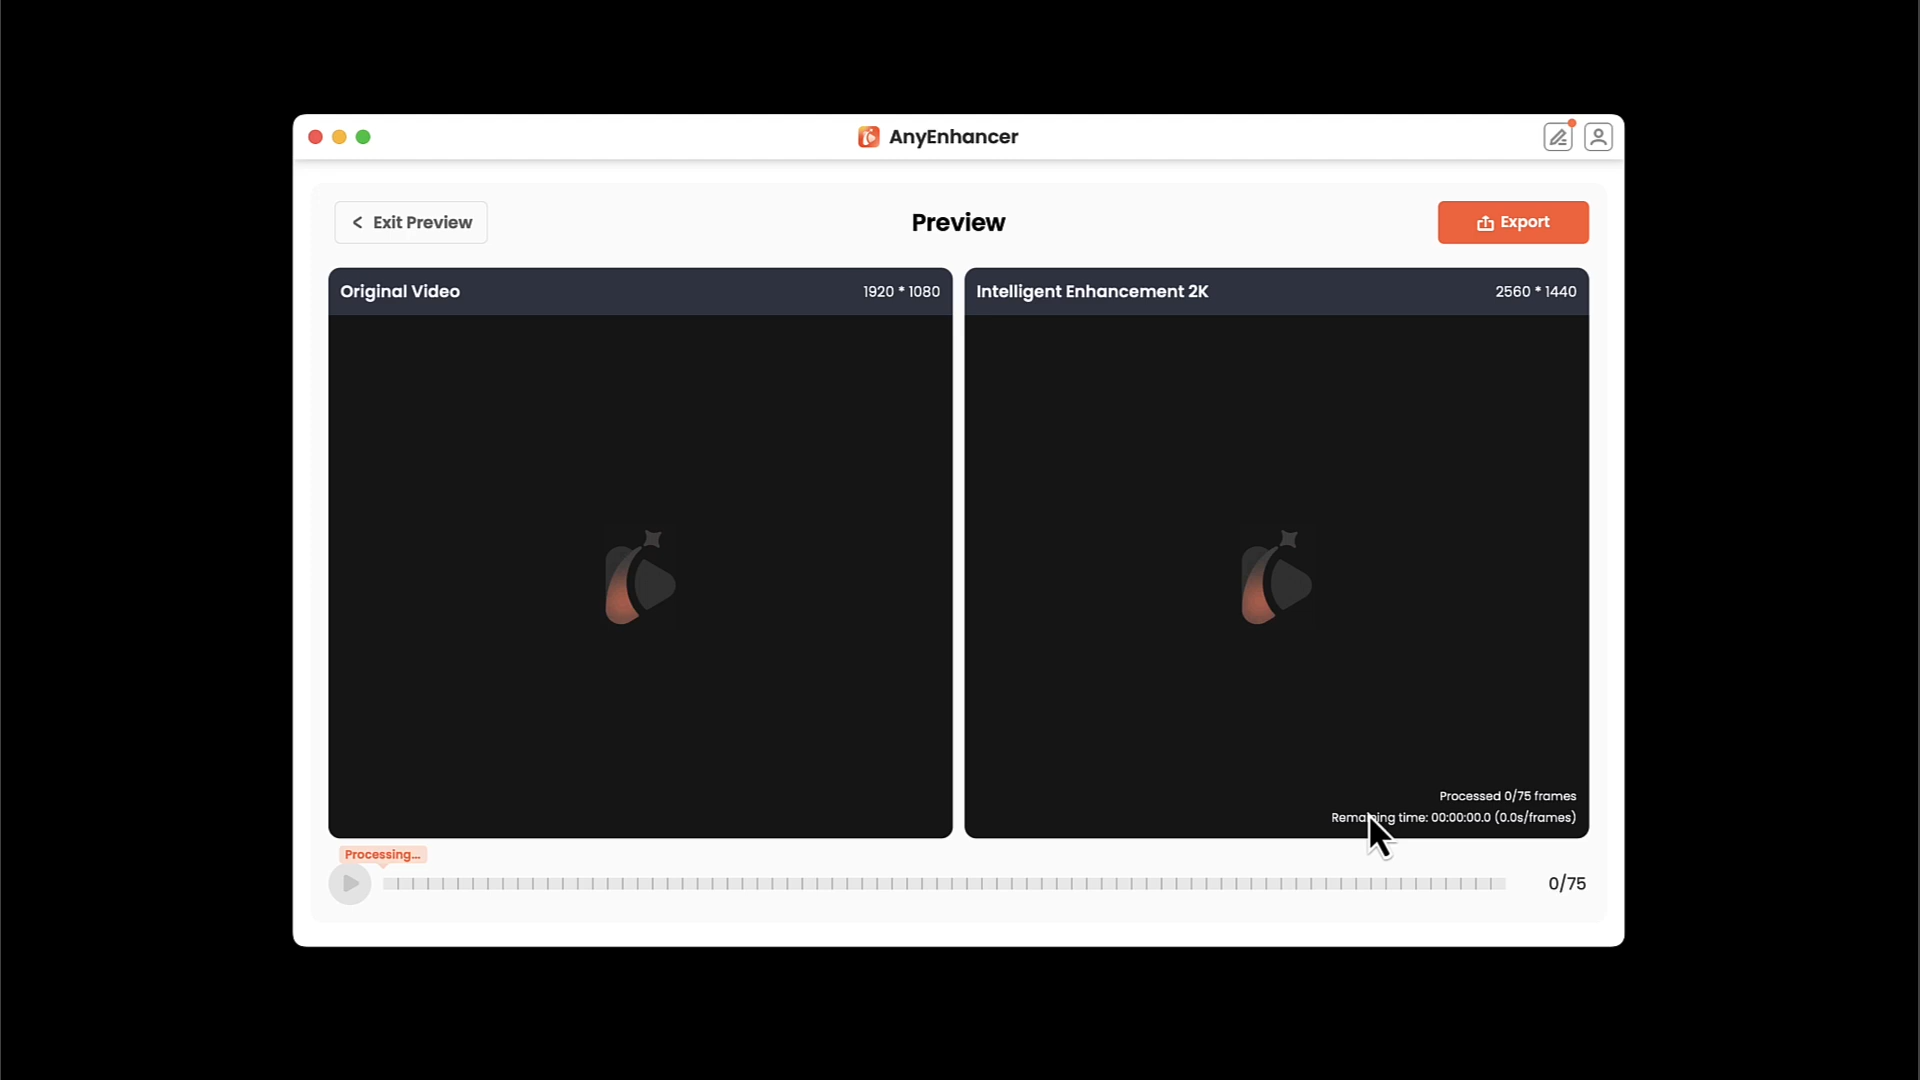 AnyEnhancer
< Exit Preview
Preview
Export
Original Video
1920 * 1080
Intelligent Enhancement 2K
2560 * 1440
Processed 0/75 frames
Remaining time: 00:00:00.0 (0.0s/frames)
Processing...
0/75